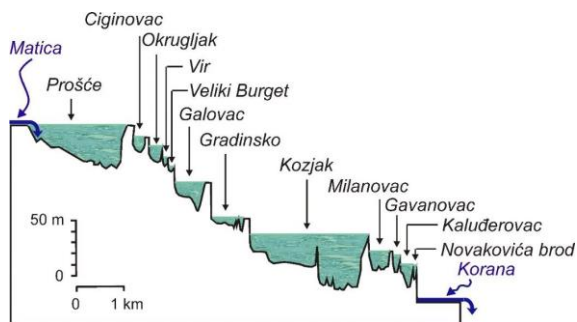 Ciginovac
Okrugljak
Matica
Vir
Prošće
Veliki Burget
Galovac
Gradinsko
Kozjak
Milanovac
Gavanovac
Kaluđerovac
Novakovića brod
Korana
50 m
0
0 1 km